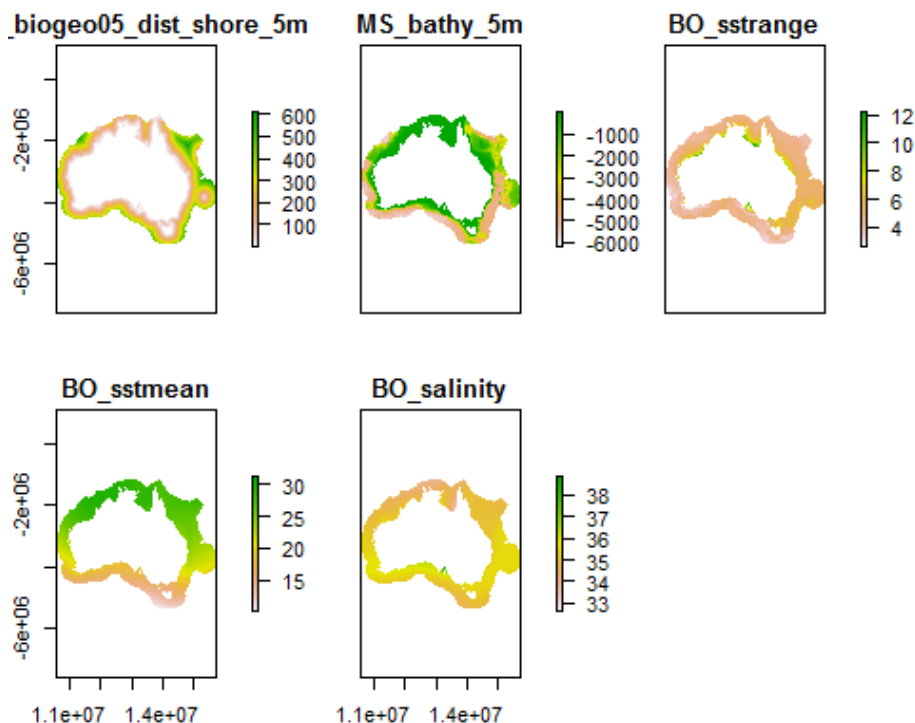 _biogeo05_dist_shore_5m
MS_bathy_5m
BO_sstrange
-2e+06
-6e+06
600
500
400
300
200
100
-1000
-2000
-3000
-4000
-5000
-6000
12
10
8
6
4
BO_sstmean
BO_salinity
-2e+06
-6e+06
30
25
20
15
38
37
36
35
34
33
1.1e+07
1.4e+07
1.1e+07
1.4e+07